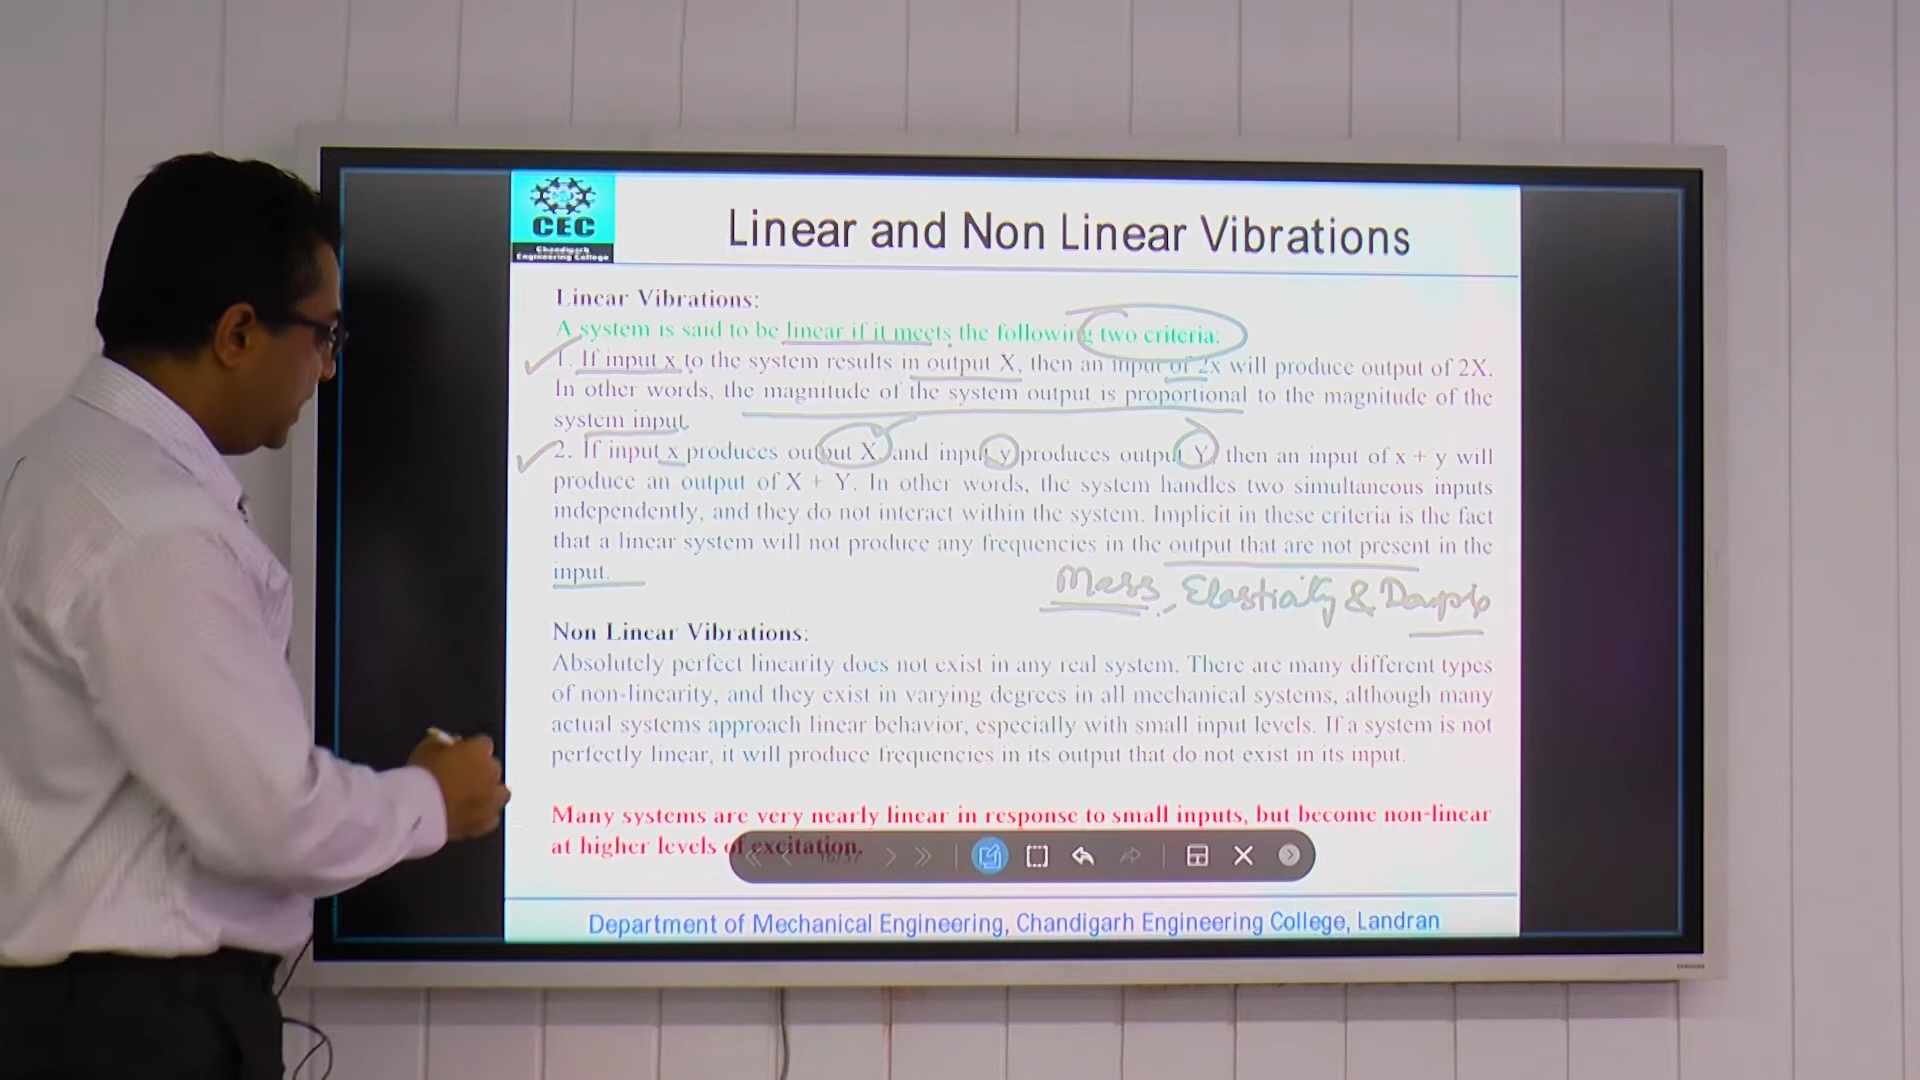 CEC
Chandigarh
Engineering College
Linear and Non Linear Vibrations
Linear Vibrations:
A system is said to be linear if it meets the following two criteria:
1. If input x to the system results in output X, then an input of 2x will produce output of 2X.
In other words, the magnitude of the system output is proportional to the magnitude of the
system input.
2. If input x produces output X and input y produces output Y, then an input of x + y will
produce an output of X + Y. In other words, the system handles two simultaneous inputs
independently, and they do not interact within the system. Implicit in these criteria is the fact
that a linear system will not produce any frequencies in the output that are not present in the
input.
Mass, Elasticity &
Non Linear Vibrations:
Absolutely perfect linearity does not exist in any real system. There are many different types
of non-linearity, and they exist in varying degrees in all mechanical systems, although many
actual systems approach linear behavior, especially with small input levels. If a system is not
perfectly linear, it will produce frequencies in its output that do not exist in its input.
Many systems are very nearly linear in response to small inputs, but become non-linear
at higher levels of excitation.
16/37
Department of Mechanical Engineering, Chandigarh Engineering College, Landran
SAMSUNG